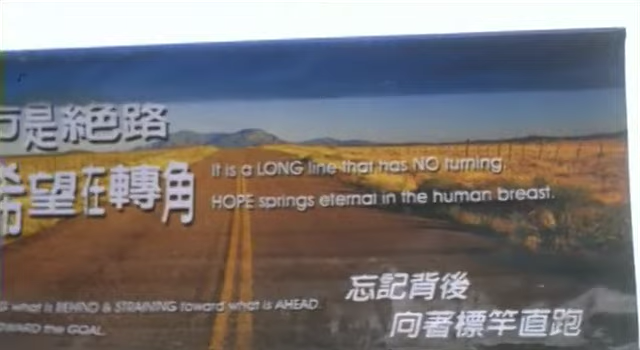 是絕路
希望在轉角
It is a LONG line that has NO turning,
HOPE springs eternal in the human breast.
what is BEHIND & STRAINING toward what is AHEAD.
the GOAL.
忘記背後
向著標竿直跑